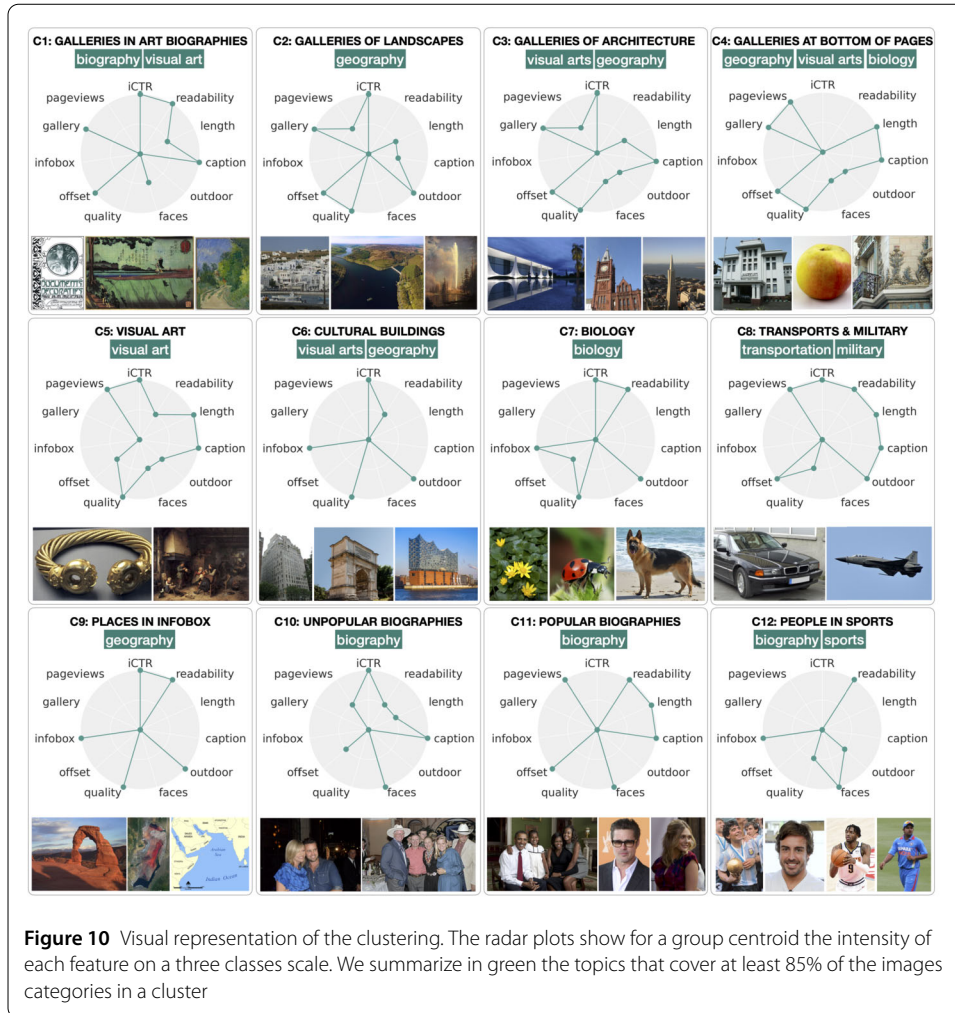 C1: GALLERIES IN ART BIOGRAPHIES
biography visual art
iCTR
pageviews
readability
gallery
length
infobox
caption
offset
outdoor
quality
faces
C2: GALLERIES OF LANDSCAPES
geography
iCTR
pageviews
readability
gallery
length
infobox
caption
offset
outdoor
quality
faces
C3: GALLERIES OF ARCHITECTURE
visual arts geography
iCTR
pageviews
readability
gallery
length
infobox
caption
offset
outdoor
quality
faces
C4: GALLERIES AT BOTTOM OF PAGES
geography visual arts biology
iCTR
pageviews
readability
gallery
length
infobox
caption
offset
outdoor
quality
faces
C5: VISUAL ART
visual art
iCTR
pageviews
readability
gallery
length
infobox
caption
offset
outdoor
quality
faces
C6: CULTURAL BUILDINGS
visual arts geography
iCTR
pageviews
readability
gallery
length
infobox
caption
offset
outdoor
quality
faces
C7: BIOLOGY
biology
iCTR
pageviews
readability
gallery
length
infobox
caption
offset
outdoor
quality
faces
C8: TRANSPORTS & MILITARY
transportation military
iCTR
pageviews
readability
gallery
length
infobox
caption
offset
outdoor
quality
faces
C9: PLACES IN INFOBOX
geography
iCTR
pageviews
readability
gallery
length
infobox
caption
offset
outdoor
quality
faces
Indian Ocean
C10: UNPOPULAR BIOGRAPHIES
biography
iCTR
pageviews
readability
gallery
length
infobox
caption
offset
outdoor
quality
faces
C11: POPULAR BIOGRAPHIES
biography
iCTR
pageviews
readability
gallery
length
infobox
caption
offset
outdoor
quality
faces
C12: PEOPLE IN SPORTS
biography sports
iCTR
pageviews
readability
gallery
length
infobox
caption
offset
outdoor
quality
faces
Figure 10 Visual representation of the clustering. The radar plots show for a group centroid the intensity of
each feature on a three classes scale. We summarize in green the topics that cover at least 85% of the images
categories in a cluster